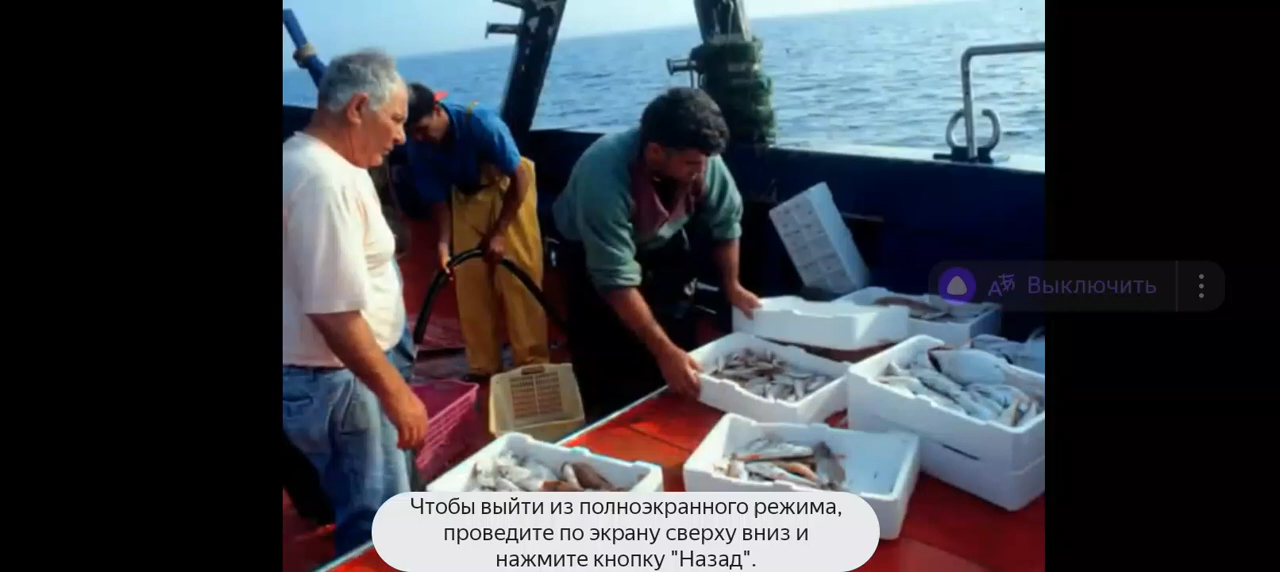 Выключить
Чтобы выйти из полноэкранного режима,
проведите по экрану сверху вниз и
нажмите кнопку "Назад".